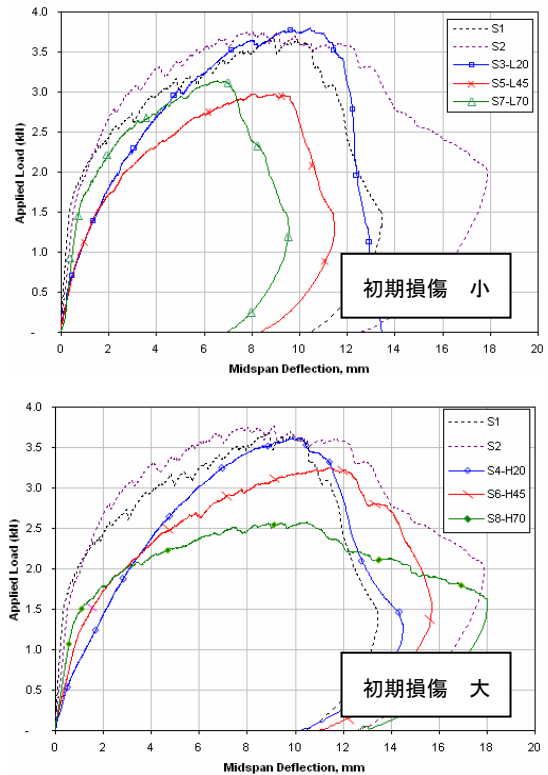 4.0
3.5
3.0
2.5
2.0
1.5
1.0
0.5
-
Applied Load (kN)
S1
S2
S3-L20
S5-L45
S7-L70
初期損傷 小
0 2 4 6 8 10 12 14 16 18 20
Midspan Deflection, mm
4.0
3.5
3.0
2.5
2.0
1.5
1.0
0.5
-
Applied Load (kN)
S1
S2
S4-H20
S6-H45
S8-H70
初期損傷 大
0 2 4 6 8 10 12 14 16 18 20
Midspan Deflection, mm